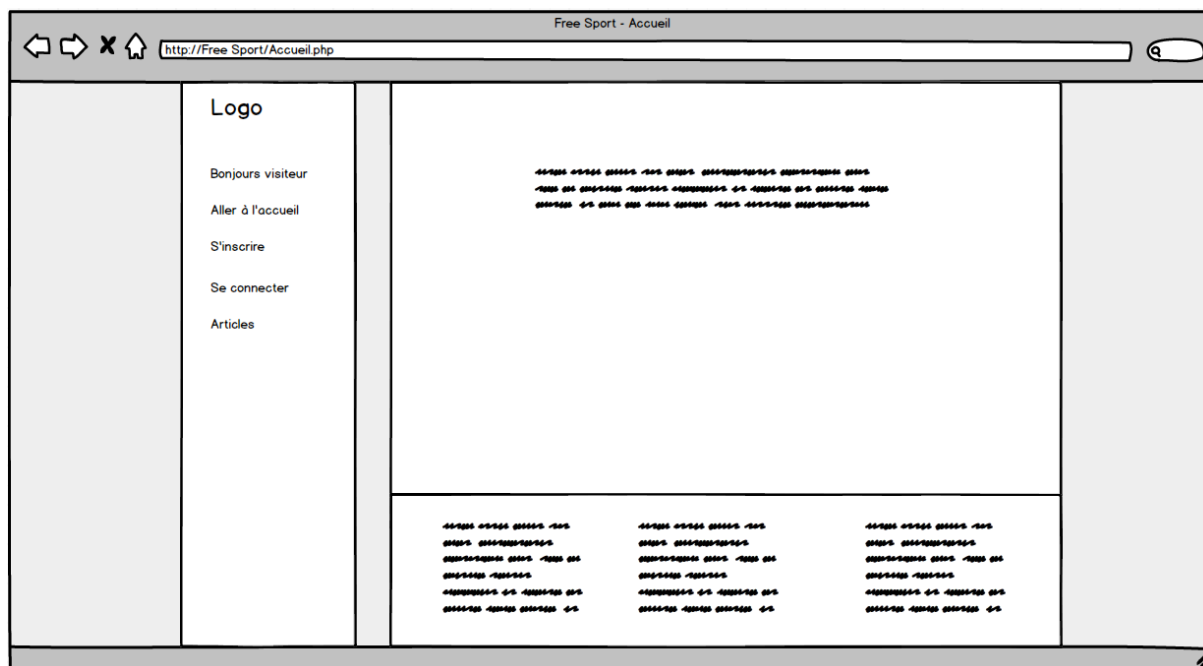 Free Sport - Accueil
http://Free Sport/Accueil.php
Logo
Bonjours visiteur
Aller à l'accueil
S'inscrire
Se connecter
Articles